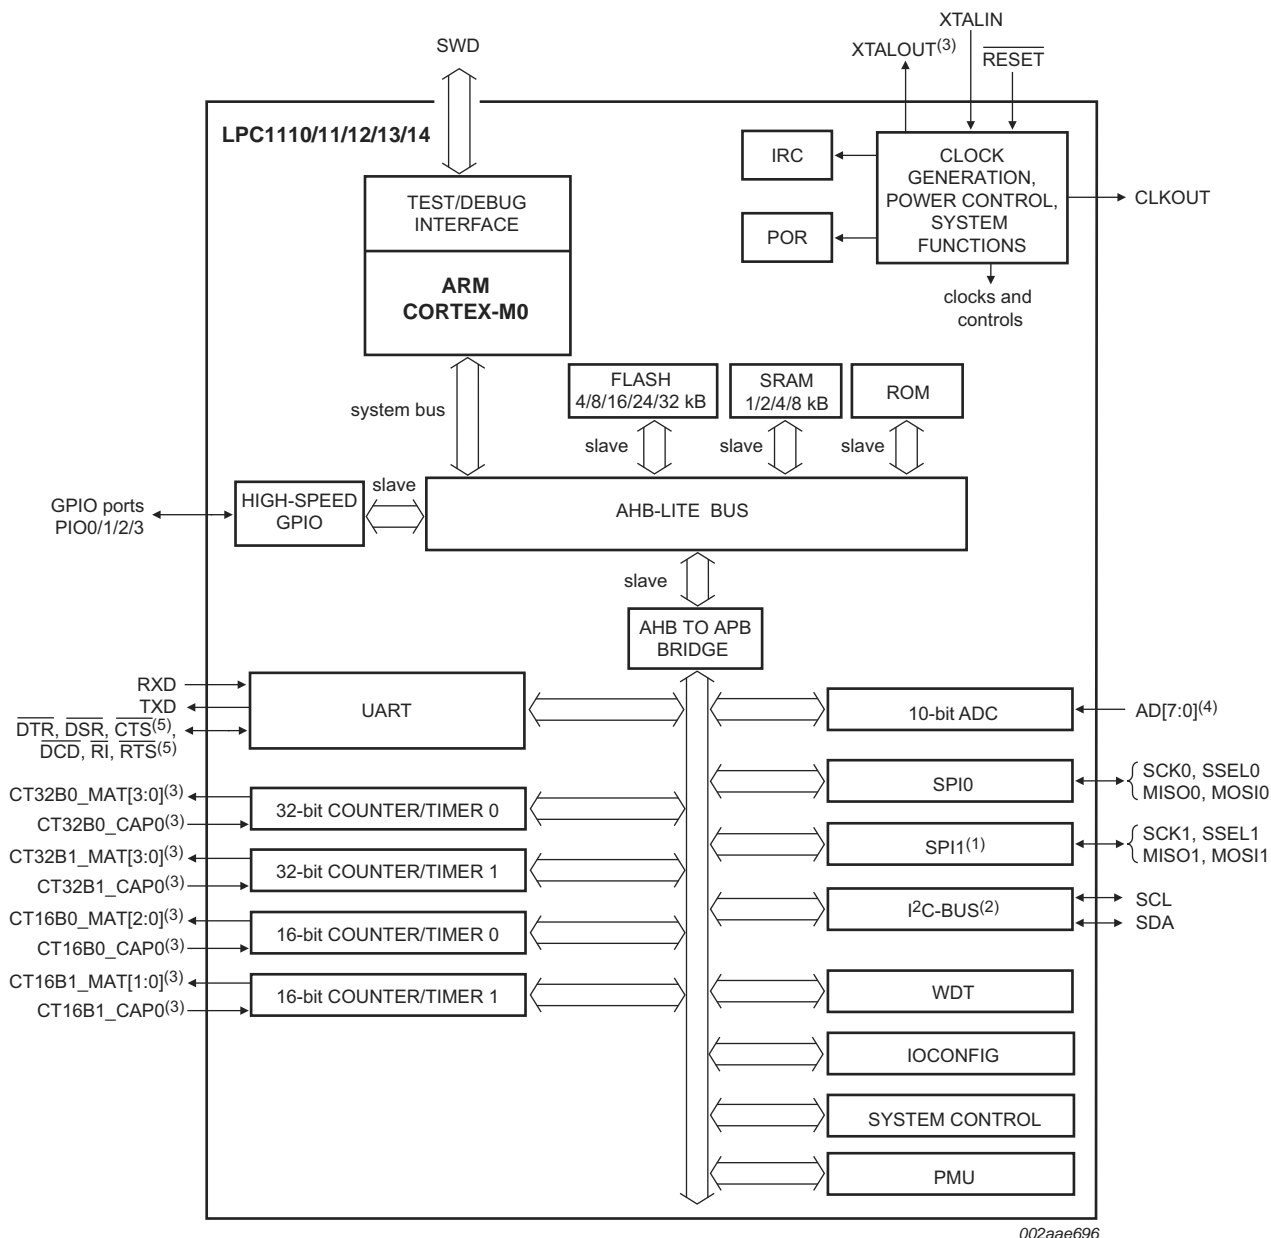 XTALIN
SWD
XTALOUT(3)
RESET
LPC1110/11/12/13/14
IRC
CLOCK
GENERATION,
POWER CONTROL,
SYSTEM
FUNCTIONS
CLKOUT
TEST/DEBUG
INTERFACE
POR
ARM
CORTEX-M0
clocks and
controls
system bus
FLASH
4/8/16/24/32 kB
SRAM
1/2/4/8 kB
ROM
slave
slave
slave
GPIO ports
PIO0/1/2/3
HIGH-SPEED
GPIO
slave
AHB-LITE BUS
slave
AHB TO APB
BRIDGE
RXD
TXD
DTR, DSR, CTS(5),
DCD, RI, RTS(5)
UART
10-bit ADC
AD[7:0](4)
CT32B0_MAT[3:0](3)
CT32B0_CAP0(3)
32-bit COUNTER/TIMER 0
SPI0
SCK0, SSEL0
MISO0, MOSI0
CT32B1_MAT[3:0](3)
CT32B1_CAP0(3)
32-bit COUNTER/TIMER 1
SPI1(1)
SCK1, SSEL1
MISO1, MOSI1
CT16B0_MAT[2:0](3)
CT16B0_CAP0(3)
16-bit COUNTER/TIMER 0
I2C-BUS(2)
SCL
SDA
CT16B1_MAT[1:0](3)
CT16B1_CAP0(3)
16-bit COUNTER/TIMER 1
WDT
IOCONFIG
SYSTEM CONTROL
PMU
002aae696